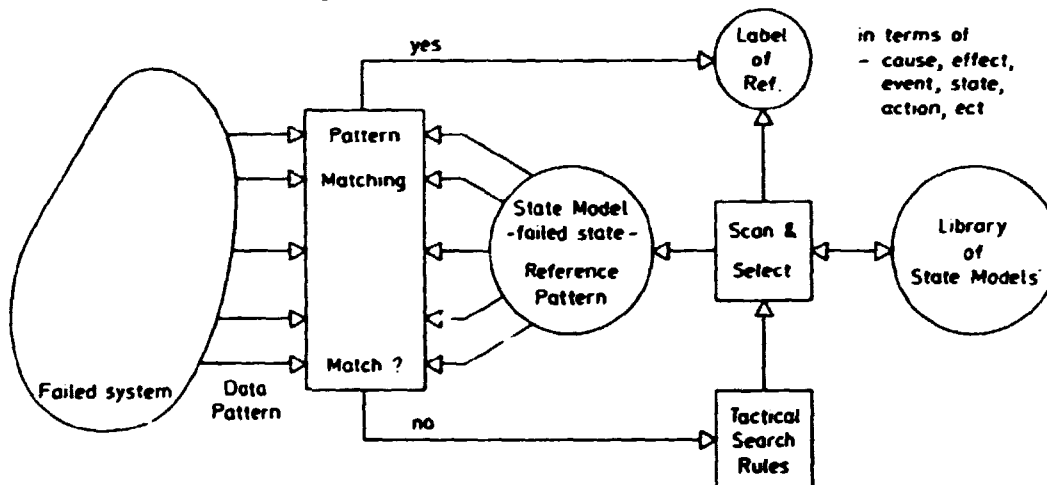 yes
Label
of
Ref.
in terms of
- cause, effect,
event, state,
action, ect
Pattern
Matching
Match ?
State Model
-failed state-
Reference
Pattern
Scan &
Select
Library
of
State Models
Failed system
Data
Pattern
no
Tactical
Search
Rules